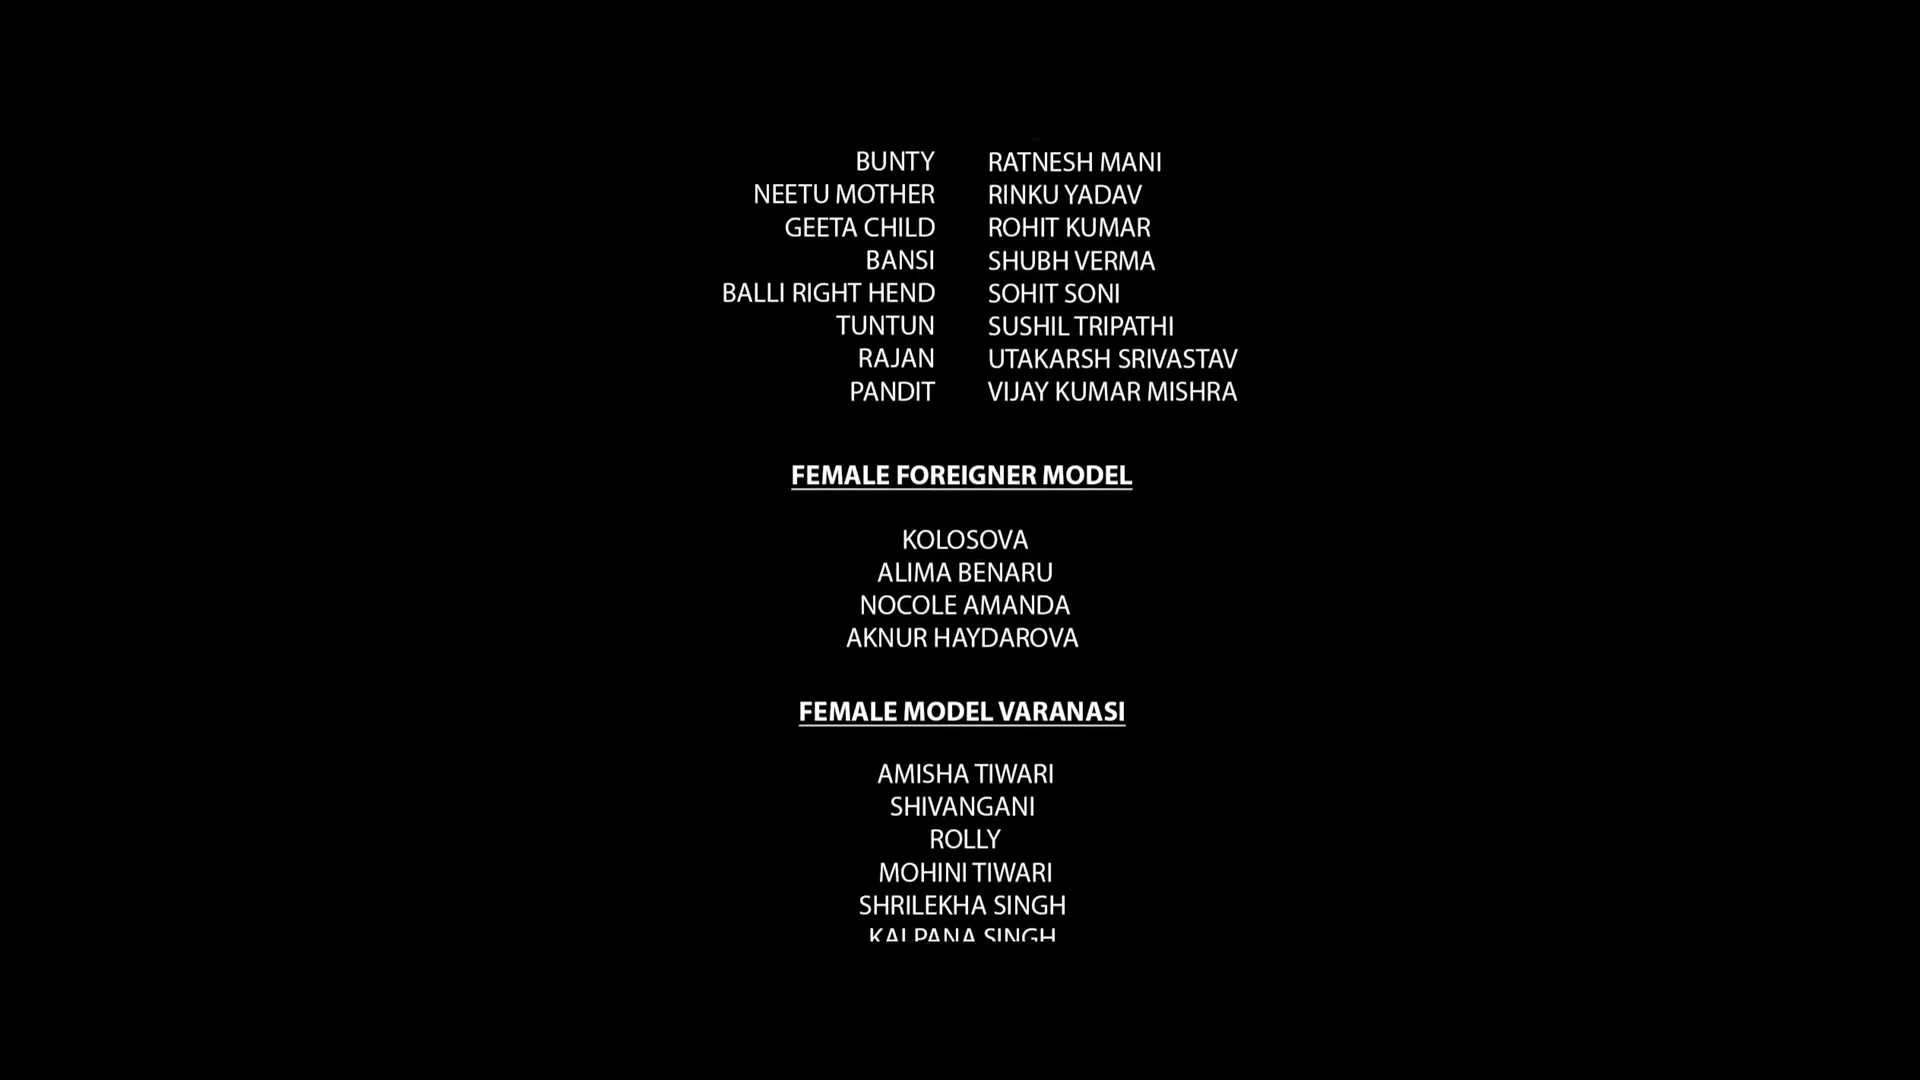 BUNTY RATNESH MANI
NEETU MOTHER RINKU YADAV
GEETA CHILD ROHIT KUMAR
BANSI SHUBH VERMA
BALLI RIGHT HEND SOHIT SONI
TUNTUN SUSHIL TRIPATHI
RAJAN UTAKARSH SRIVASTAV
PANDIT VIJAY KUMAR MISHRA
FEMALE FOREIGNER MODEL
KOLOSOVA
ALIMA BENARU
NOCOLE AMANDA
AKNUR HAYDAROVA
FEMALE MODEL VARANASI
AMISHA TIWARI
SHIVANGANI
ROLLY
MOHINI TIWARI
SHRILEKHA SINGH
KALPANA SINGH